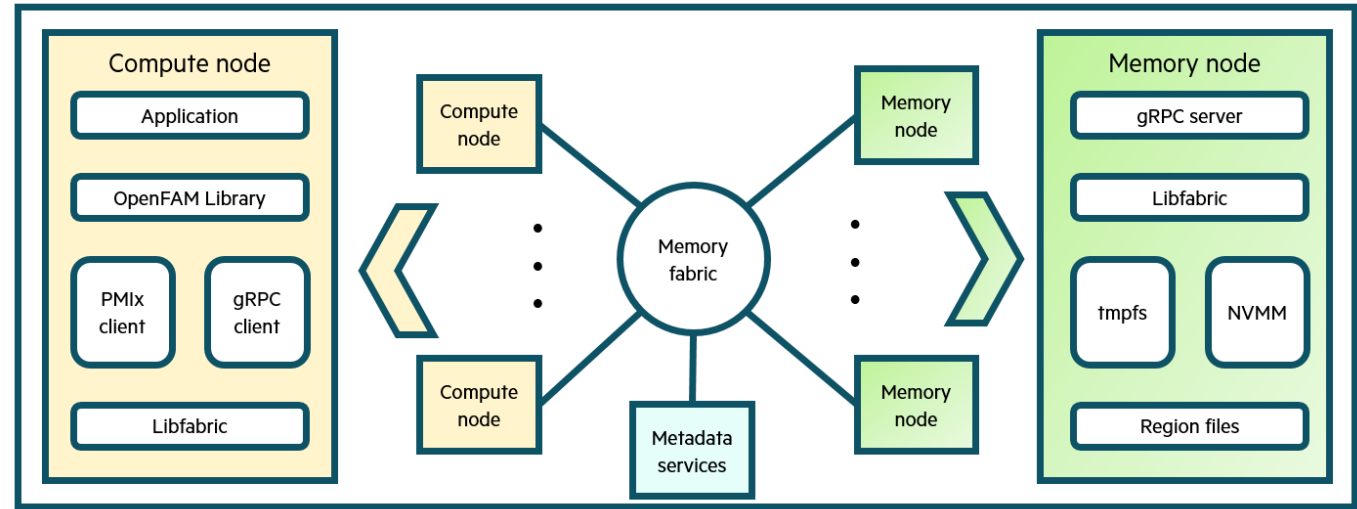 Compute node
Application
OpenFAM Library
PMIx
client
gRPC
client
Libfabric
Compute
node
Compute
node
Memory
fabric
Metadata
services
Memory
node
Memory
node
Memory node
gRPC server
Libfabric
tmpfs
NVMM
Region files